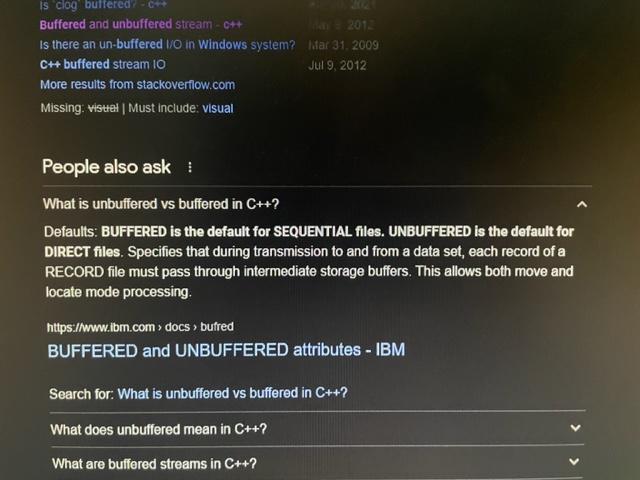 Is 'clog' buffered? - c++
Buffered and unbuffered stream - c++ May 9 2012
Is there an un-buffered I/O in Windows system? Mar 31, 2009
C++ buffered stream IO Jul 9, 2012
More results from stackoverflow.com
Missing: visual | Must include: visual
People also ask
What is unbuffered vs buffered in C++?
Defaults: BUFFERED is the default for SEQUENTIAL files. UNBUFFERED is the default for
DIRECT files. Specifies that during transmission to and from a data set, each record of a
RECORD file must pass through intermediate storage buffers. This allows both move and
locate mode processing.
https://www.ibm.com › docs › bufred
BUFFERED and UNBUFFERED attributes - IBM
Search for: What is unbuffered vs buffered in C++?
What does unbuffered mean in C++?
What are buffered streams in C++?